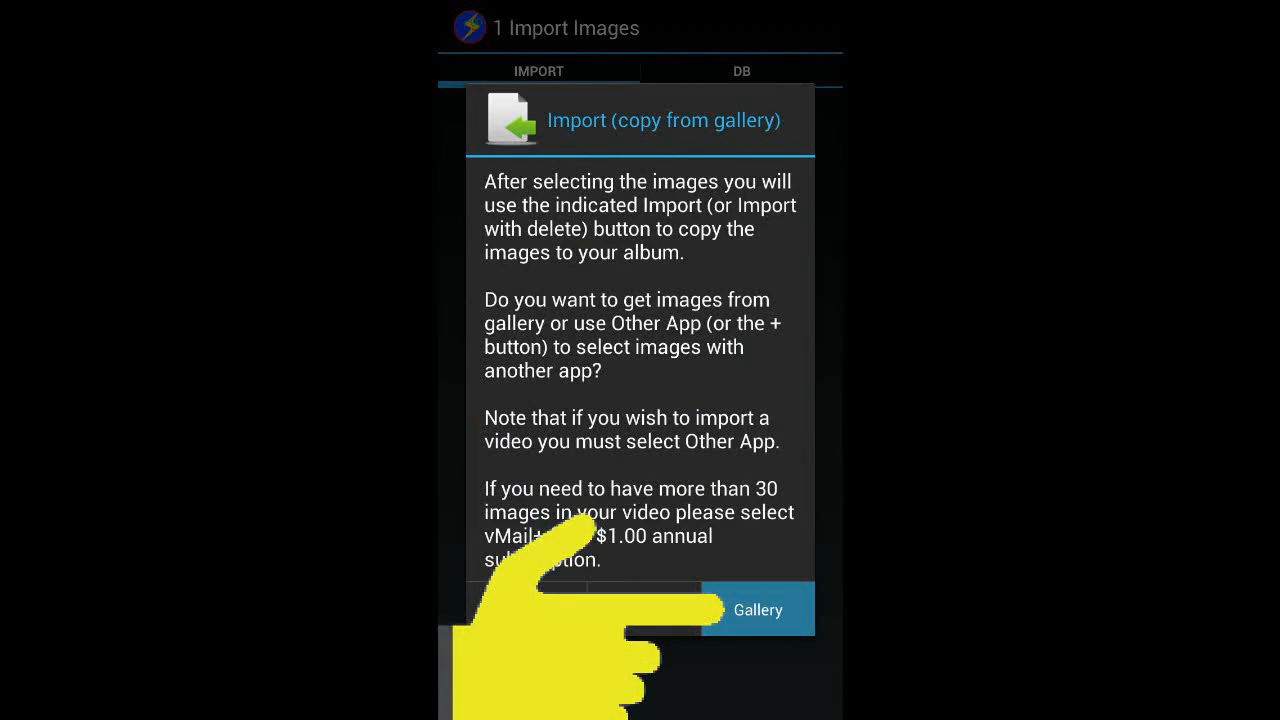 1 Import Images
IMPORT
DB
Import (copy from gallery)
After selecting the images you will
use the indicated Import (or Import
with delete) button to copy the
images to your album.
Do you want to get images from
gallery or use Other App (or the +
button) to select images with
another app?
Note that if you wish to import a
video you must select Other App.
If you need to have more than 30
images in your video please select
$1.00 annual
Gallery